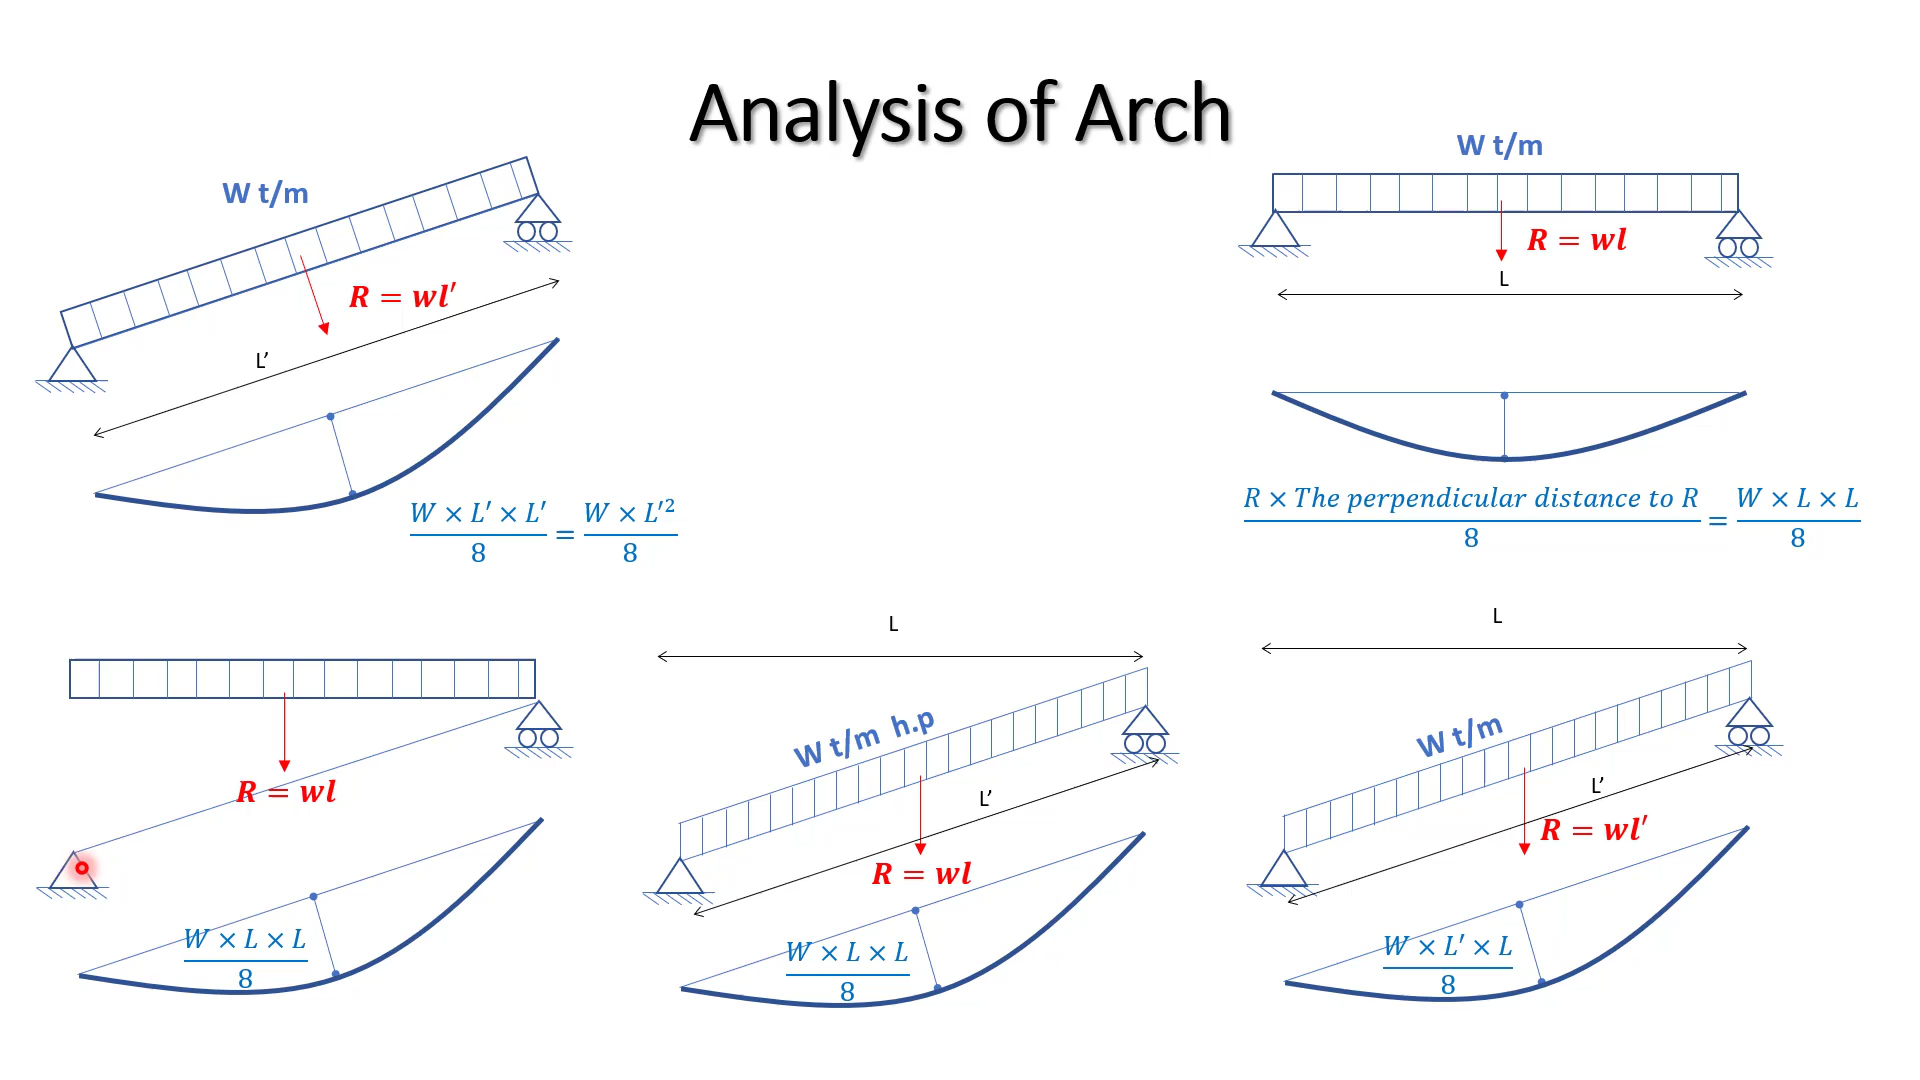 Analysis of Arch
W t/m
R = wl′
L’
W × L′ × L′ / 8 = W × L′² / 8
W t/m
R = wl
L
R × The perpendicular distance to R / 8 = W × L × L / 8
R = wl
W × L × L / 8
L
W t/m h.p
L’
R = wl
W × L × L / 8
L
W t/m
L’
R = wl′
W × L′ × L / 8